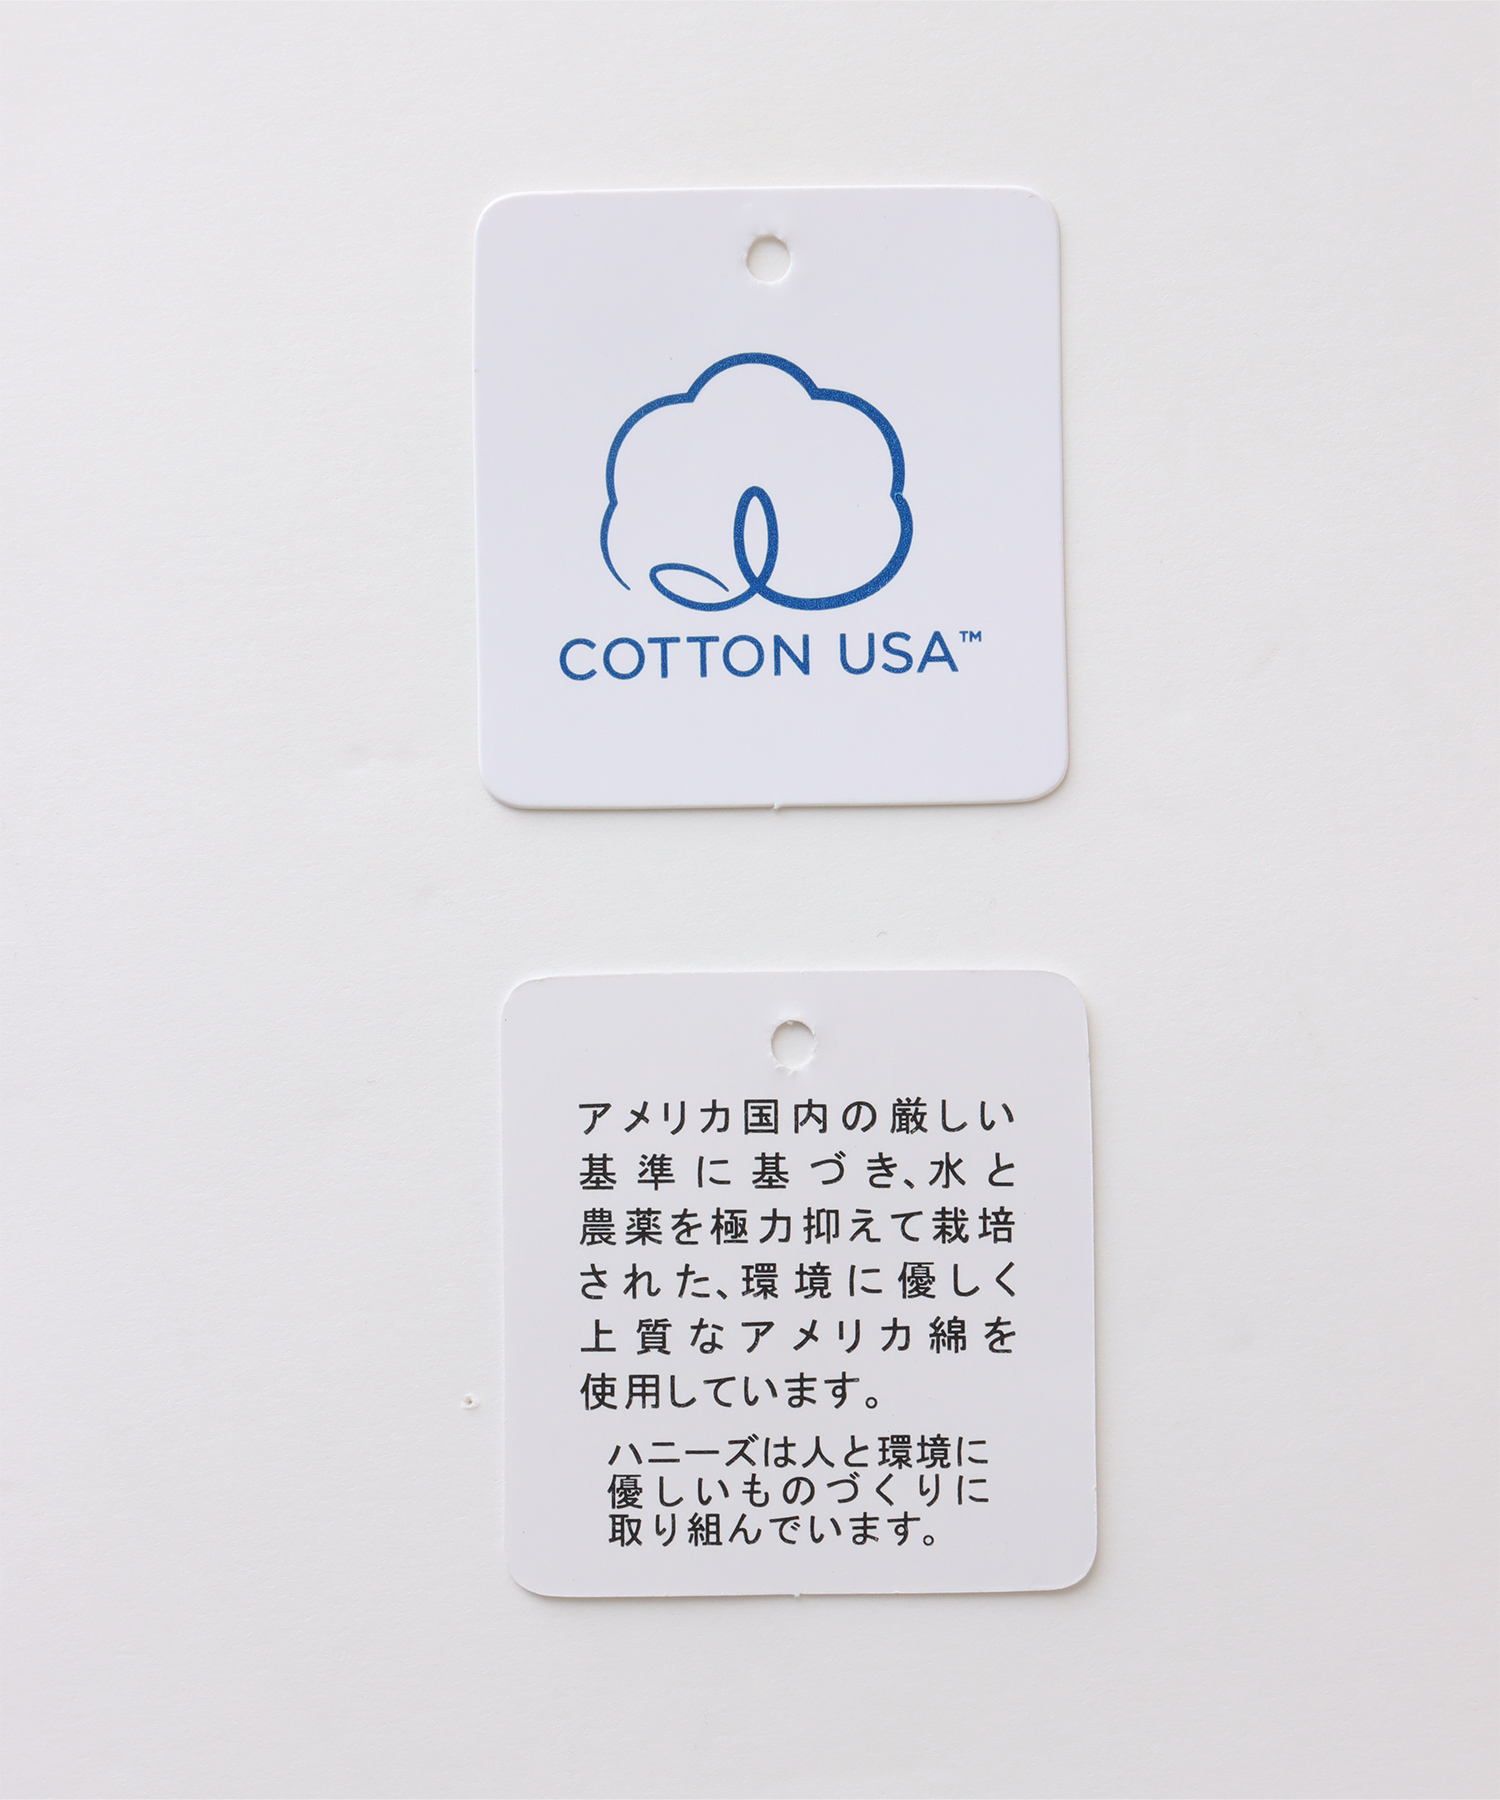 COTTON USA™
アメリカ国内の厳しい
基準に基づき、水と
農薬を極力抑えて栽培
された、環境に優しく
上質なアメリカ綿を
使用しています。
ハニーズは人と環境に
優しいものづくりに
取り組んでいます。